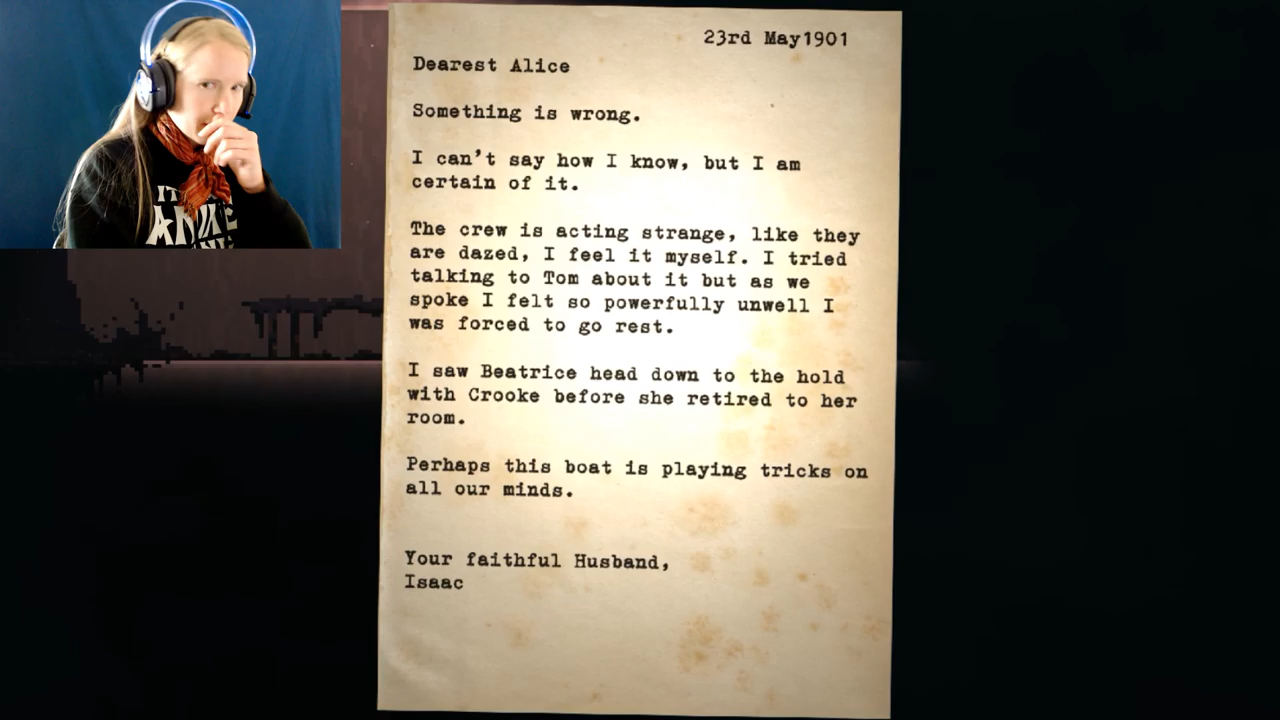 23rd May1901
Dearest Alice
Something is wrong.
I can't say how I know, but I am
certain of it.
The crew is acting strange, like they
are dazed, I feel it myself. I tried
talking to Tom about it but as we
spoke I felt so powerfully unwell I
was forced to go rest.
I saw Beatrice head down to the hold
with Crooke before she retired to her
room.
Perhaps this boat is playing tricks on
all our minds.
Your faithful Husband,
Isaac